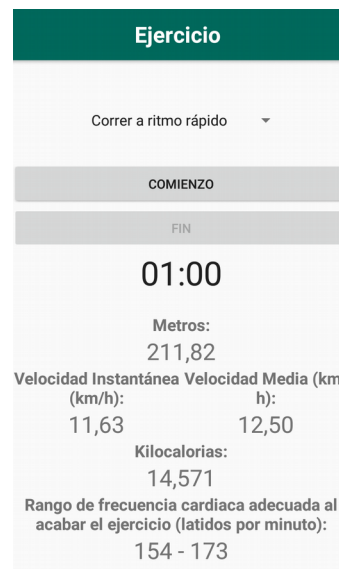 Ejercicio
Correr a ritmo rápido
COMIENZO
FIN
01:00
Metros:
211,82
Velocidad Instantánea Velocidad Media (km
(km/h): h):
11,63 12,50
Kilocalorias:
14,571
Rango de frecuencia cardiaca adecuada al
acabar el ejercicio (latidos por minuto):
154 - 173